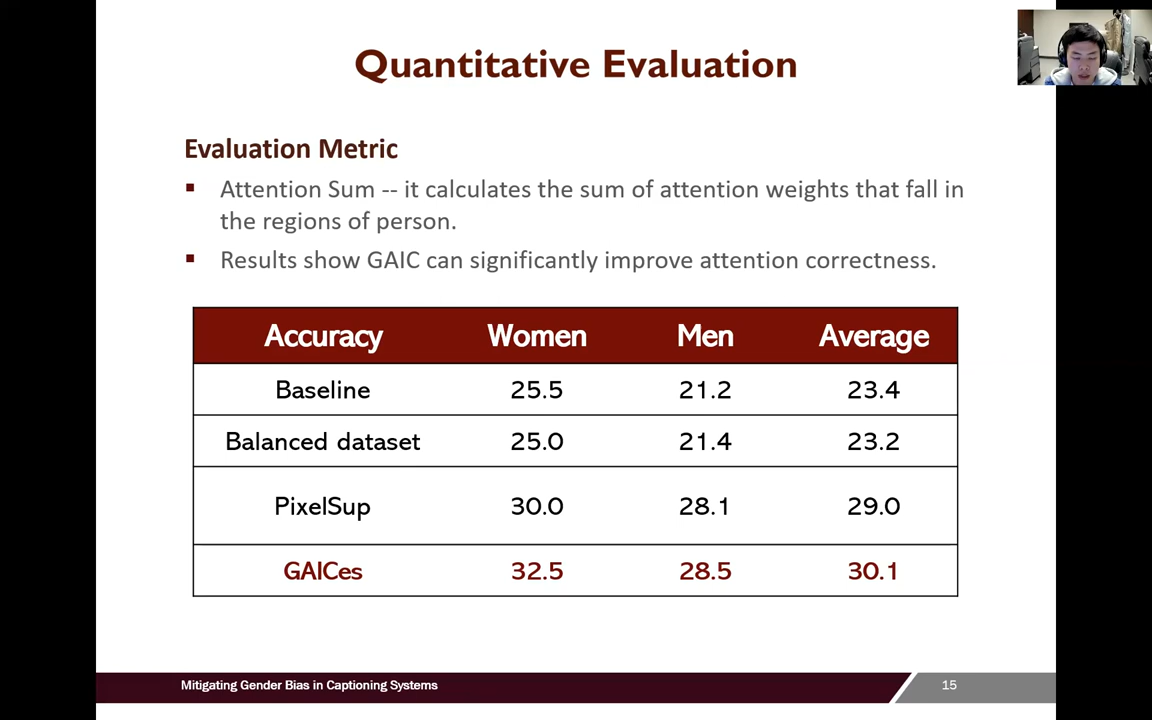 Quantitative Evaluation
Evaluation Metric
Attention Sum -- it calculates the sum of attention weights that fall in
the regions of person.
Results show GAIC can significantly improve attention correctness.
Accuracy Women Men Average
Baseline 25.5 21.2 23.4
Balanced dataset 25.0 21.4 23.2
PixelSup 30.0 28.1 29.0
GAICes 32.5 28.5 30.1
Mitigating Gender Bias in Captioning Systems 15